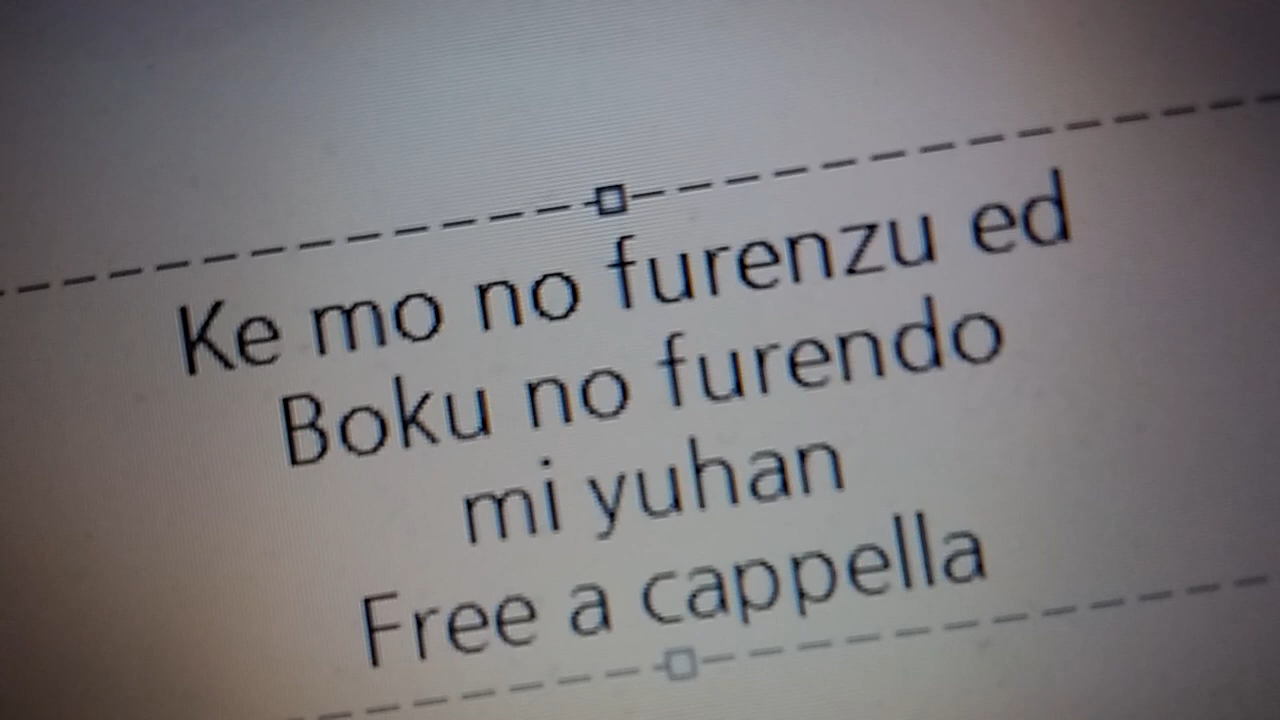 Ke mo no furenzu ed
Boku no furendo
mi yuhan
Free a cappella